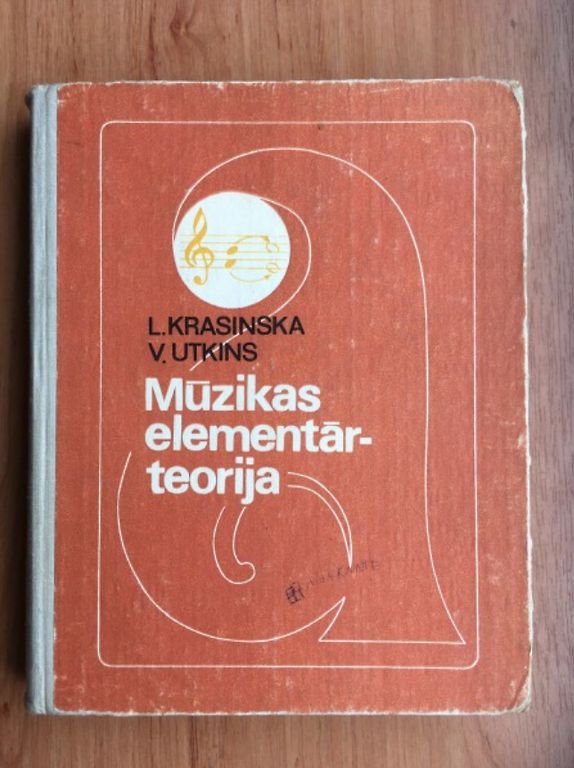 L.KRASINSKA
V.UTKINS
Mūzikas
elementār-
teorija